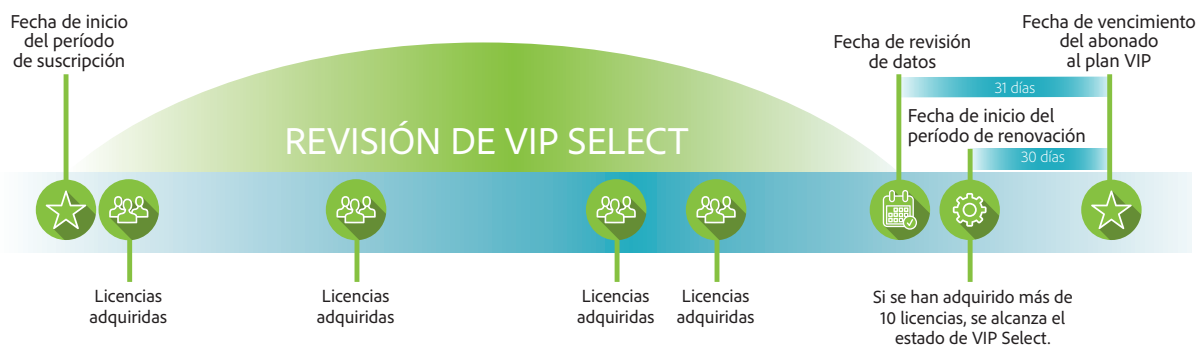 Fecha de inicio
del período
de suscripción
Fecha de revisión
de datos
Fecha de vencimiento
del abonado
al plan VIP
31 días
Fecha de inicio del
período de renovación
30 días
REVISIÓN DE VIP SELECT
Licencias
adquiridas
Licencias
adquiridas
Licencias
adquiridas
Licencias
adquiridas
Si se han adquirido más de
10 licencias, se alcanza el
estado de VIP Select.